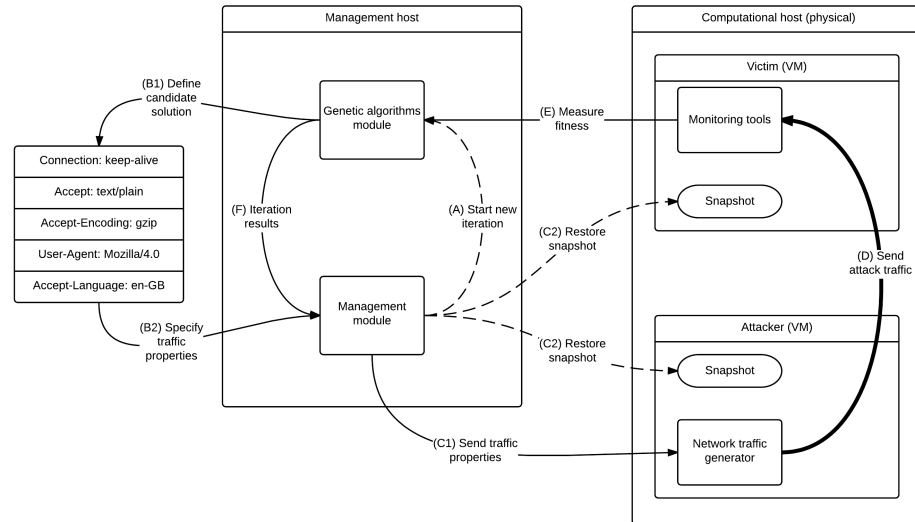 Management host
Computational host (physical)
Victim (VM)
(B1) Define
candidate
solution
Genetic algorithms
module
(E) Measure
fitness
Monitoring tools
Connection: keep-alive
Accept: text/plain
Accept-Encoding: gzip
User-Agent: Mozilla/4.0
Accept-Language: en-GB
(F) Iteration
results
(A) Start new
iteration
Snapshot
(C2) Restore
snapshot
(D) Send
attack traffic
Management
module
(B2) Specify
traffic
properties
(C2) Restore
snapshot
Attacker (VM)
Snapshot
(C1) Send traffic
properties
Network traffic
generator